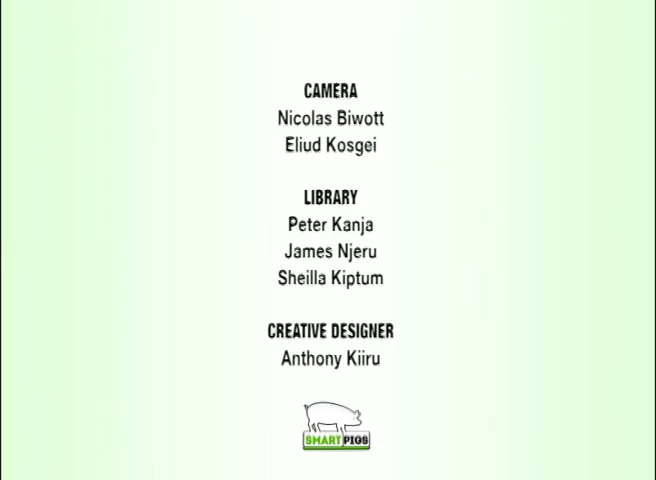 CAMERA
Nicolas Biwott
Eliud Kosgei
LIBRARY
Peter Kanja
James Njeru
Sheilla Kiptum
CREATIVE DESIGNER
Anthony Kiiru
SMART PIGS